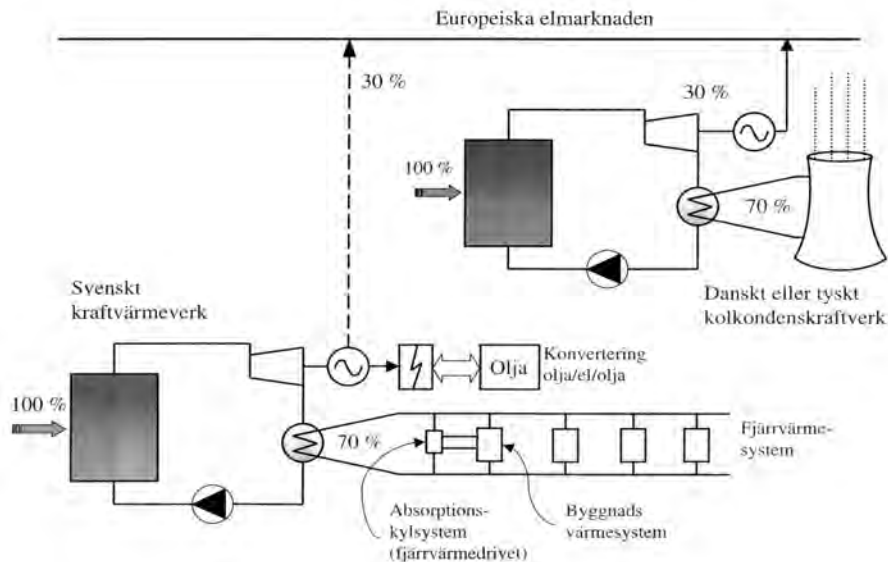 Europeiska elmarknaden
30 %
30 %
100 %
70 %
Danskt eller tyskt
kolkondenskraftverk
Svenskt
kraftvärmeverk
Olja
Konvertering
olja/el/olja
100 %
70 %
Fjärrvärme-
system
Absorptions-
kylsystem
(fjärrvärmedrivet)
Byggnads
värmesystem